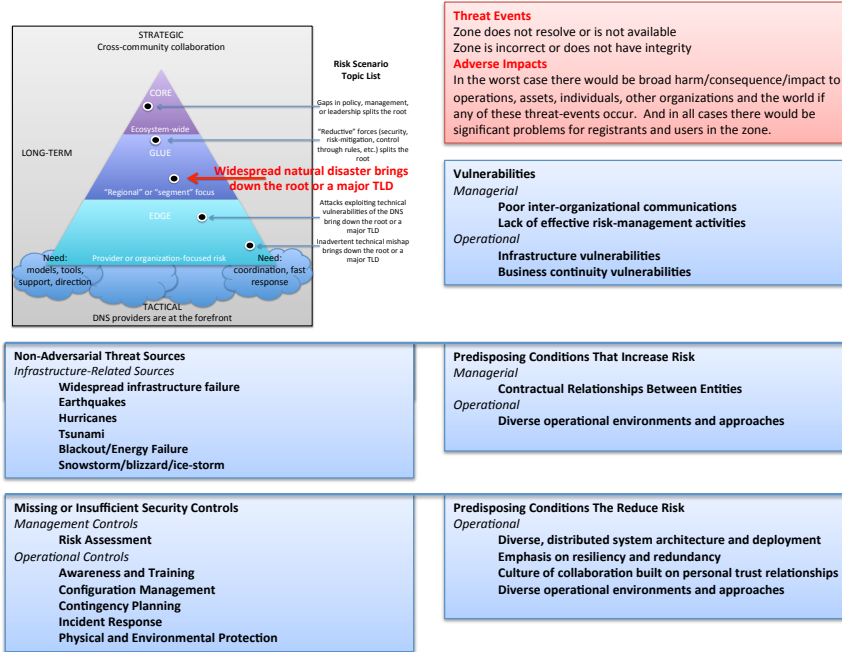 STRATEGIC
Cross-community collaboration
LONG-TERM
CORE
Ecosystem-wide
GLUE
"Regional" or "segment" focus
EDGE
Provider or organization-focused risk
Need:
models, tools,
support, direction
Need:
coordination, fast
response
TACTICAL
DNS providers are at the forefront
Risk Scenario
Topic List
Gaps in policy, management,
or leadership splits the root
"Reductive" forces (security,
risk-mitigation, control
through rules, etc.) splits the
root
Widespread natural disaster brings
down the root or a major TLD
Attacks exploiting technical
vulnerabilities of the DNS
bring down the root or a
major TLD
Inadvertent technical mishap
brings down the root or a
major TLD
Threat Events
Zone does not resolve or is not available
Zone is incorrect or does not have integrity
Adverse Impacts
In the worst case there would be broad harm/consequence/impact to
operations, assets, individuals, other organizations and the world if
any of these threat-events occur. And in all cases there would be
significant problems for registrants and users in the zone.
Vulnerabilities
Managerial
Poor inter-organizational communications
Lack of effective risk-management activities
Operational
Infrastructure vulnerabilities
Business continuity vulnerabilities
Non-Adversarial Threat Sources
Infrastructure-Related Sources
Widespread infrastructure failure
Earthquakes
Hurricanes
Tsunami
Blackout/Energy Failure
Snowstorm/blizzard/ice-storm
Predisposing Conditions That Increase Risk
Managerial
Contractual Relationships Between Entities
Operational
Diverse operational environments and approaches
Missing or Insufficient Security Controls
Management Controls
Risk Assessment
Operational Controls
Awareness and Training
Configuration Management
Contingency Planning
Incident Response
Physical and Environmental Protection
Predisposing Conditions The Reduce Risk
Operational
Diverse, distributed system architecture and deployment
Emphasis on resiliency and redundancy
Culture of collaboration built on personal trust relationships
Diverse operational environments and approaches